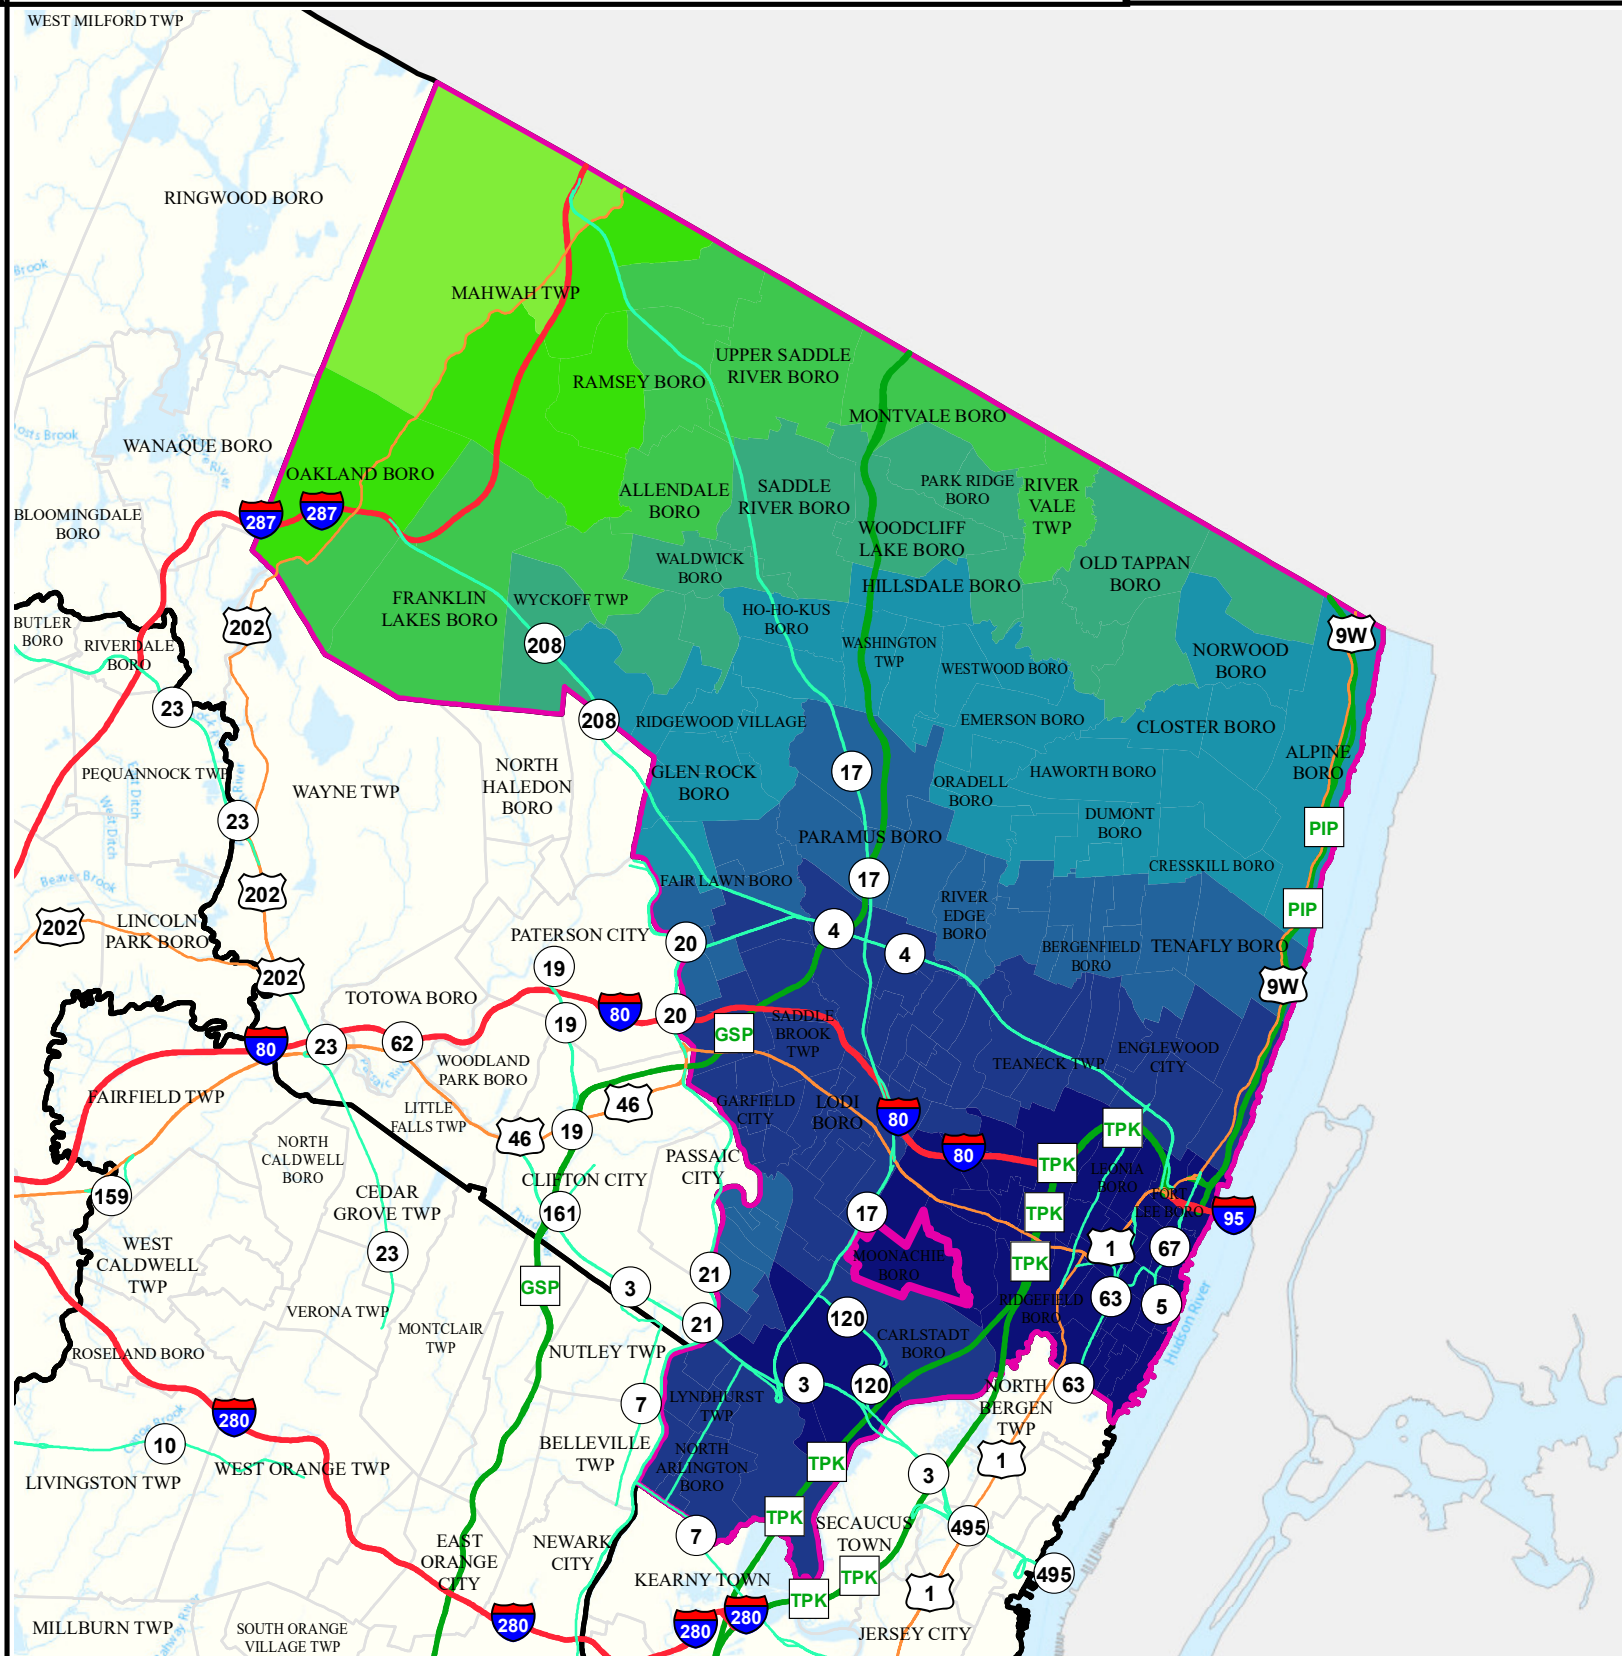 WEST MILFORD TWP
RINGWOOD BORO
Brook
MAHWAH TWP
UPPER SADDLE
RIVER BORO
RAMSEY BORO
MONTVALE BORO
WANAQUE BORO
OAKLAND BORO
ALLENDALE
BORO
SADDLE
RIVER BORO
PARK RIDGE
BORO
RIVER
VALE
TWP
BLOOMINGDALE
BORO
287
287
WOODCLIFF
LAKE BORO
WALDWICK
BORO
OLD TAPPAN
BORO
HILLSDALE BORO
FRANKLIN
LAKES BORO
WYCKOFF TWP
HO-HO-KUS
BORO
BUTLER
BORO
RIVERDALE
BORO
202
208
WASHINGTON
TWP
WESTWOOD BORO
NORWOOD
BORO
9W
23
208
RIDGEWOOD VILLAGE
EMERSON BORO
CLOSTER BORO
ALPINE
BORO
PEQUANNOCK TWP
West Ditch
WAYNE TWP
NORTH
HALEDON
BORO
GLEN ROCK
BORO
17
ORADELL
BORO
HAWORTH BORO
23
DUMONT
BORO
PIP
PARAMUS BORO
CRESSKILL BORO
Beaver Brook
202
202
FAIR LAWN BORO
17
RIVER
EDGE
BORO
PIP
LINCOLN
PARK BORO
PATERSON CITY
20
4
4
BERGENFIELD
BORO
TENAFLY BORO
19
202
9W
TOTOWA BORO
80
19
20
GSP
SADDLE
BROOK
TWP
80
23
62
WOODLAND
PARK BORO
TEANECK TWP
ENGLEWOOD
CITY
FAIRFIELD TWP
LITTLE
FALLS TWP
46
46
19
GARFIELD
CITY
LODI
BORO
80
TPK
NORTH
CALDWELL
BORO
PASSAIC
CITY
80
TPK
LEONIA
BORO
CLIFTON CITY
159
CEDAR
GROVE TWP
161
17
TPK
FORT
LEE BORO
95
WEST
CALDWELL
TWP
23
MOONACHIE
BORO
TPK
1
67
GSP
3
21
VERONA TWP
MONTCLAIR
TWP
21
120
RIDGEFIELD
BORO
63
5
Hudson River
ROSELAND BORO
NUTLEY TWP
CARLSTADT
BORO
LYNDHURST
TWP
3
120
NORTH
BERGEN
TWP
63
7
280
10
BELLEVILLE
TWP
NORTH
ARLINGTON
BORO
TPK
1
LIVINGSTON TWP
WEST ORANGE TWP
3
TPK
SECAUCUS
TOWN
495
7
EAST
ORANGE
CITY
NEWARK
CITY
KEARNY TOWN
TPK
TPK
1
495
MILLBURN TWP
SOUTH ORANGE
VILLAGE TWP
280
280
280
JERSEY CITY